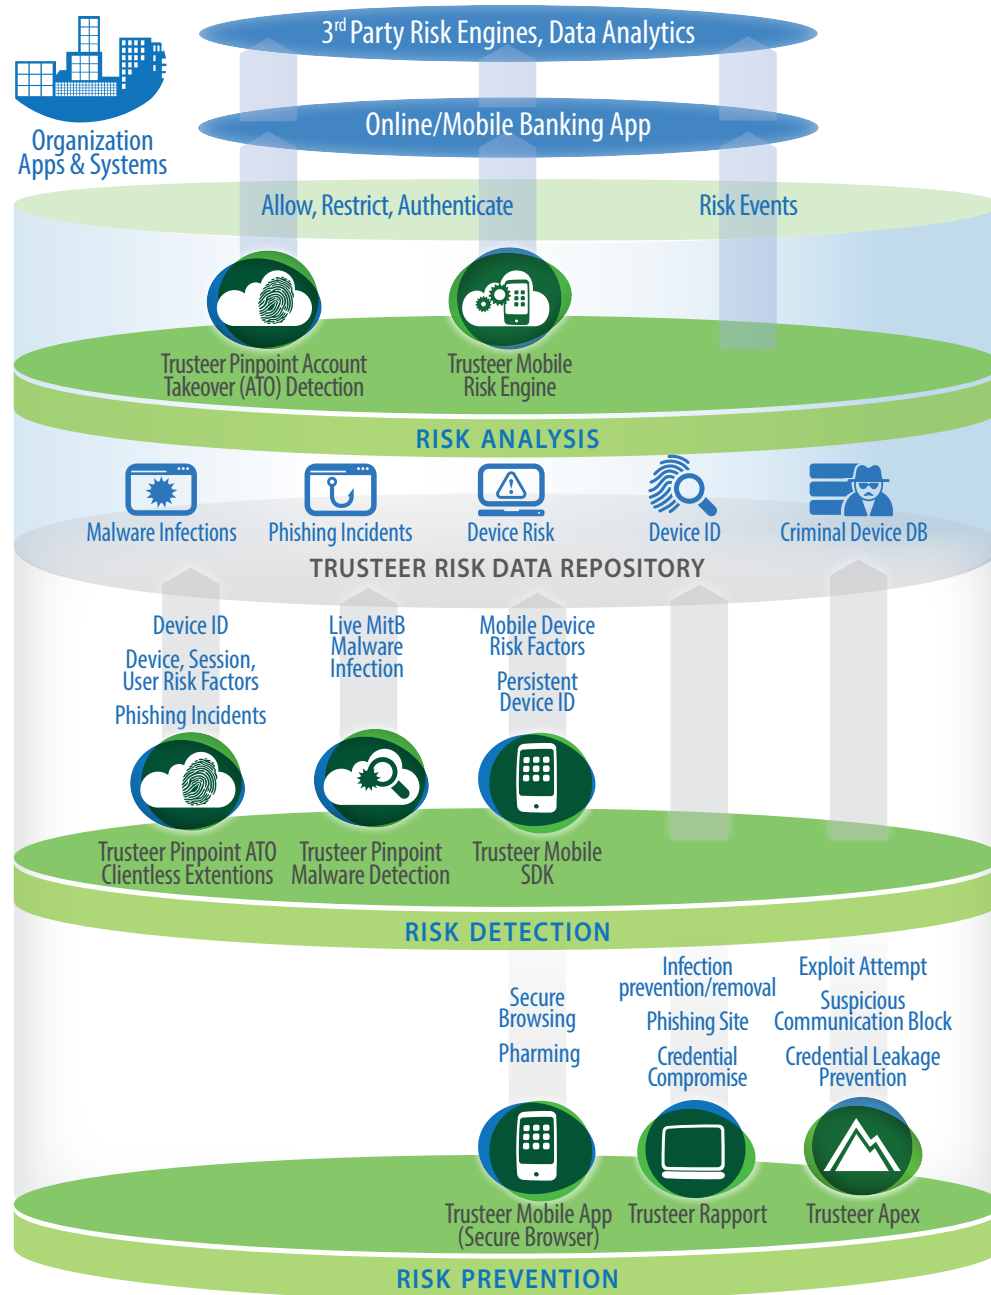 3rd Party Risk Engines, Data Analytics
Online/Mobile Banking App
Organization
Apps & Systems
Allow, Restrict, Authenticate
Risk Events
Trusteer Pinpoint Account
Takeover (ATO) Detection
Trusteer Mobile
Risk Engine
RISK ANALYSIS
Malware Infections
Phishing Incidents
Device Risk
Device ID
Criminal Device DB
TRUSTEER RISK DATA REPOSITORY
Device ID
Device, Session,
User Risk Factors
Phishing Incidents
Live MitB
Malware
Infection
Mobile Device
Risk Factors
Persistent
Device ID
Trusteer Pinpoint ATO
Clientless Extentions
Trusteer Pinpoint
Malware Detection
Trusteer Mobile
SDK
RISK DETECTION
Secure
Browsing
Pharming
Infection
prevention/removal
Phishing Site
Credential
Compromise
Exploit Attempt
Suspicious
Communication Block
Credential Leakage
Prevention
Trusteer Mobile App
(Secure Browser)
Trusteer Rapport
Trusteer Apex
RISK PREVENTION